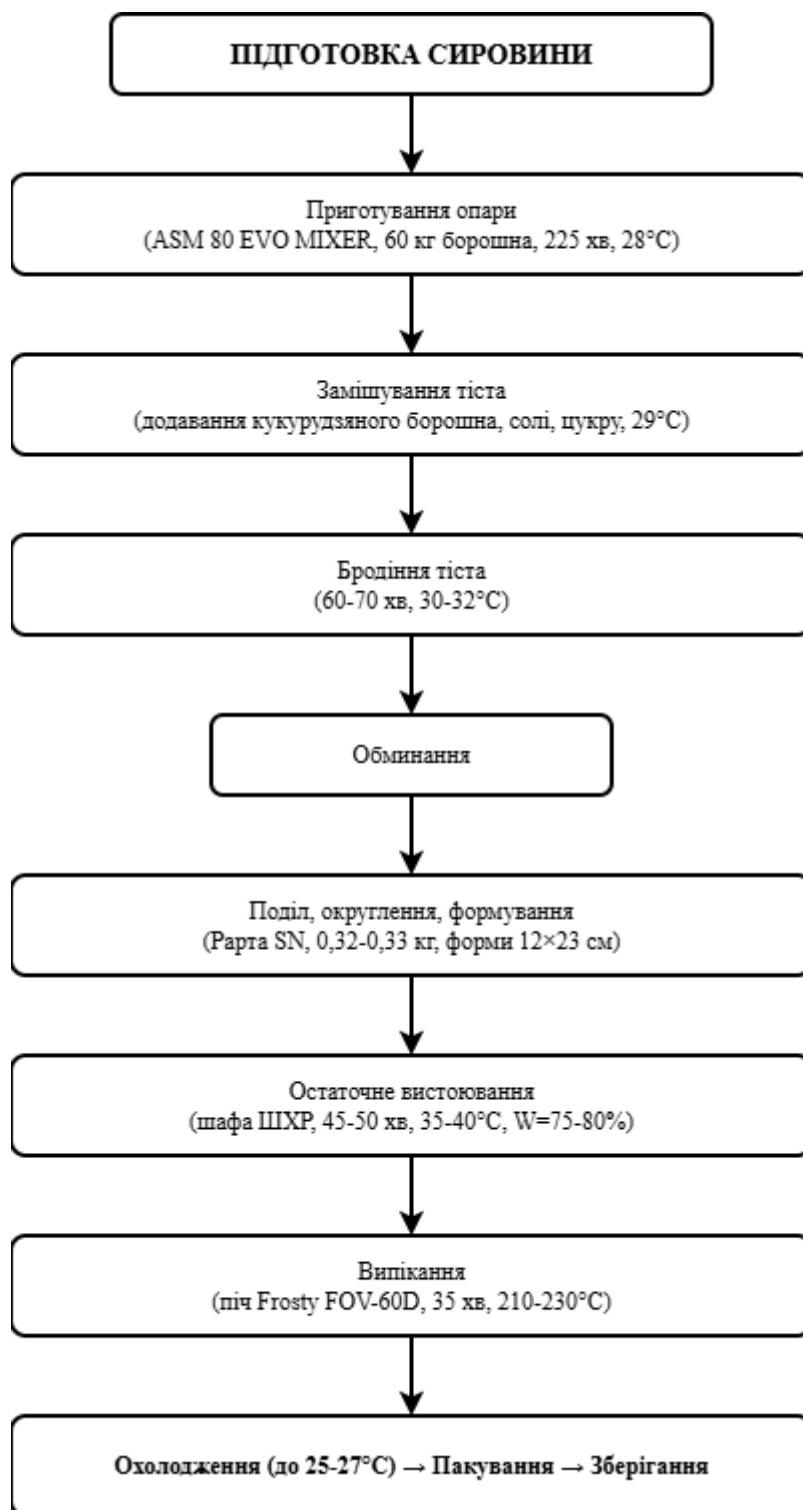 ПІДГОТОВКА СИРОВИНИ
Приготування опари
(ASM 80 EVO MIXER, 60 кг борошна, 225 хв, 28°C)
Замішування тіста
(додавання кукурудзяного борошна, солі, цукру, 29°C)
Бродіння тіста
(60-70 хв, 30-32°C)
Обминання
Поділ, округлення, формування
(Рарта SN, 0,32-0,33 кг, форми 12×23 см)
Остаточне вистоювання
(шафа ШХР, 45-50 хв, 35-40°C, W=75-80%)
Випікання
(піч Frosty FOV-60D, 35 хв, 210-230°C)
Охолодження (до 25-27°C) → Пакування → Зберігання